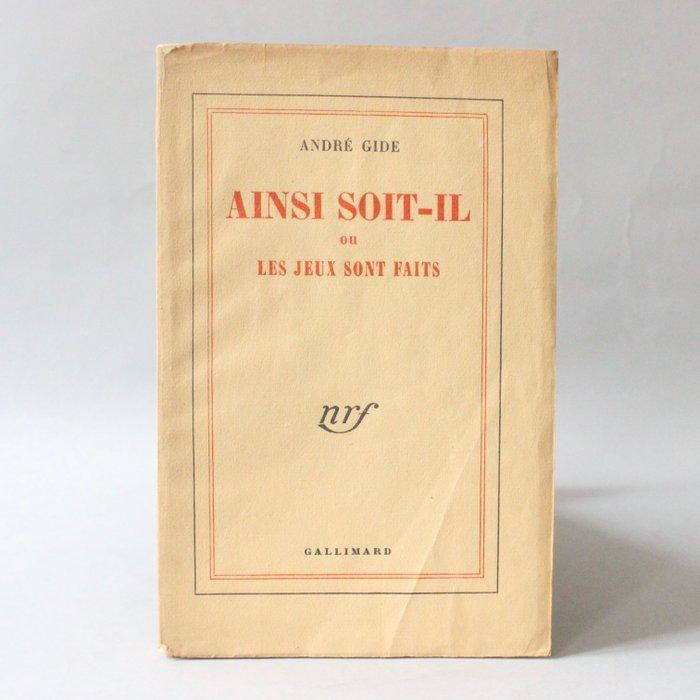 ANDRÉ GIDE
AINSI SOIT-IL
ou
LES JEUX SONT FAITS
nrf
GALLIMARD